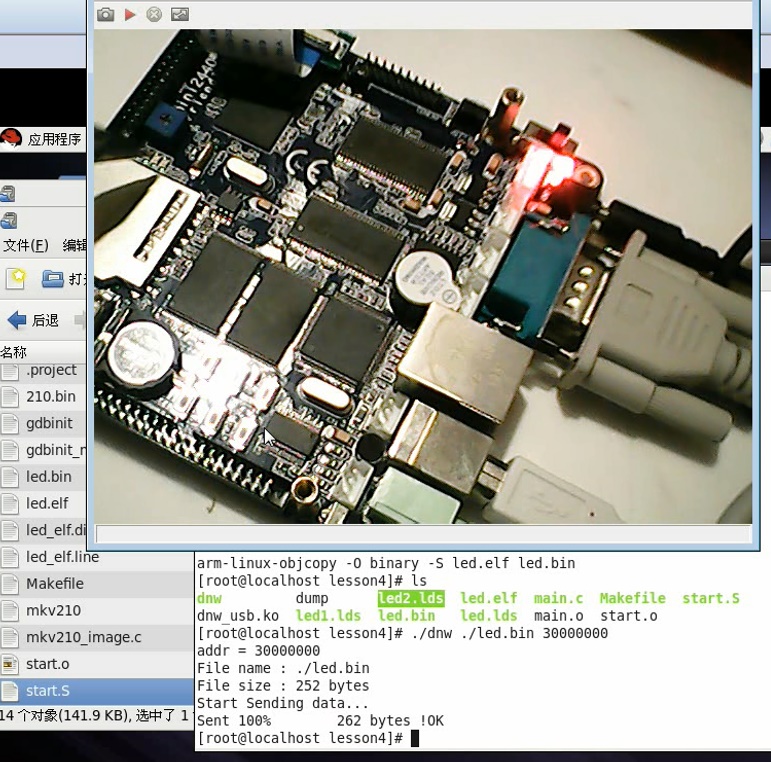 应用程序
文件(F) 编辑
打
后退
名称
.project
210.bin
gdbinit
gdbinit_
led.bin
led.elf
led_elf.di
led_elf.line
Makefile
mkv210
mkv210_image.c
start.o
start.S
14 个对象(141.9 KB), 选中了 1
CE
arm-linux-objcopy -O binary -S led.elf led.bin
[root@localhost lesson4]# ls
dnw dump led2.lds led.elf main.c Makefile start.S
dnw_usb.ko led1.lds led.bin led.lds main.o start.o
[root@localhost lesson4]# ./dnw ./led.bin 30000000
addr = 30000000
File name : ./led.bin
File size : 252 bytes
Start Sending data...
Sent 100% 262 bytes !OK
[root@localhost lesson4]#